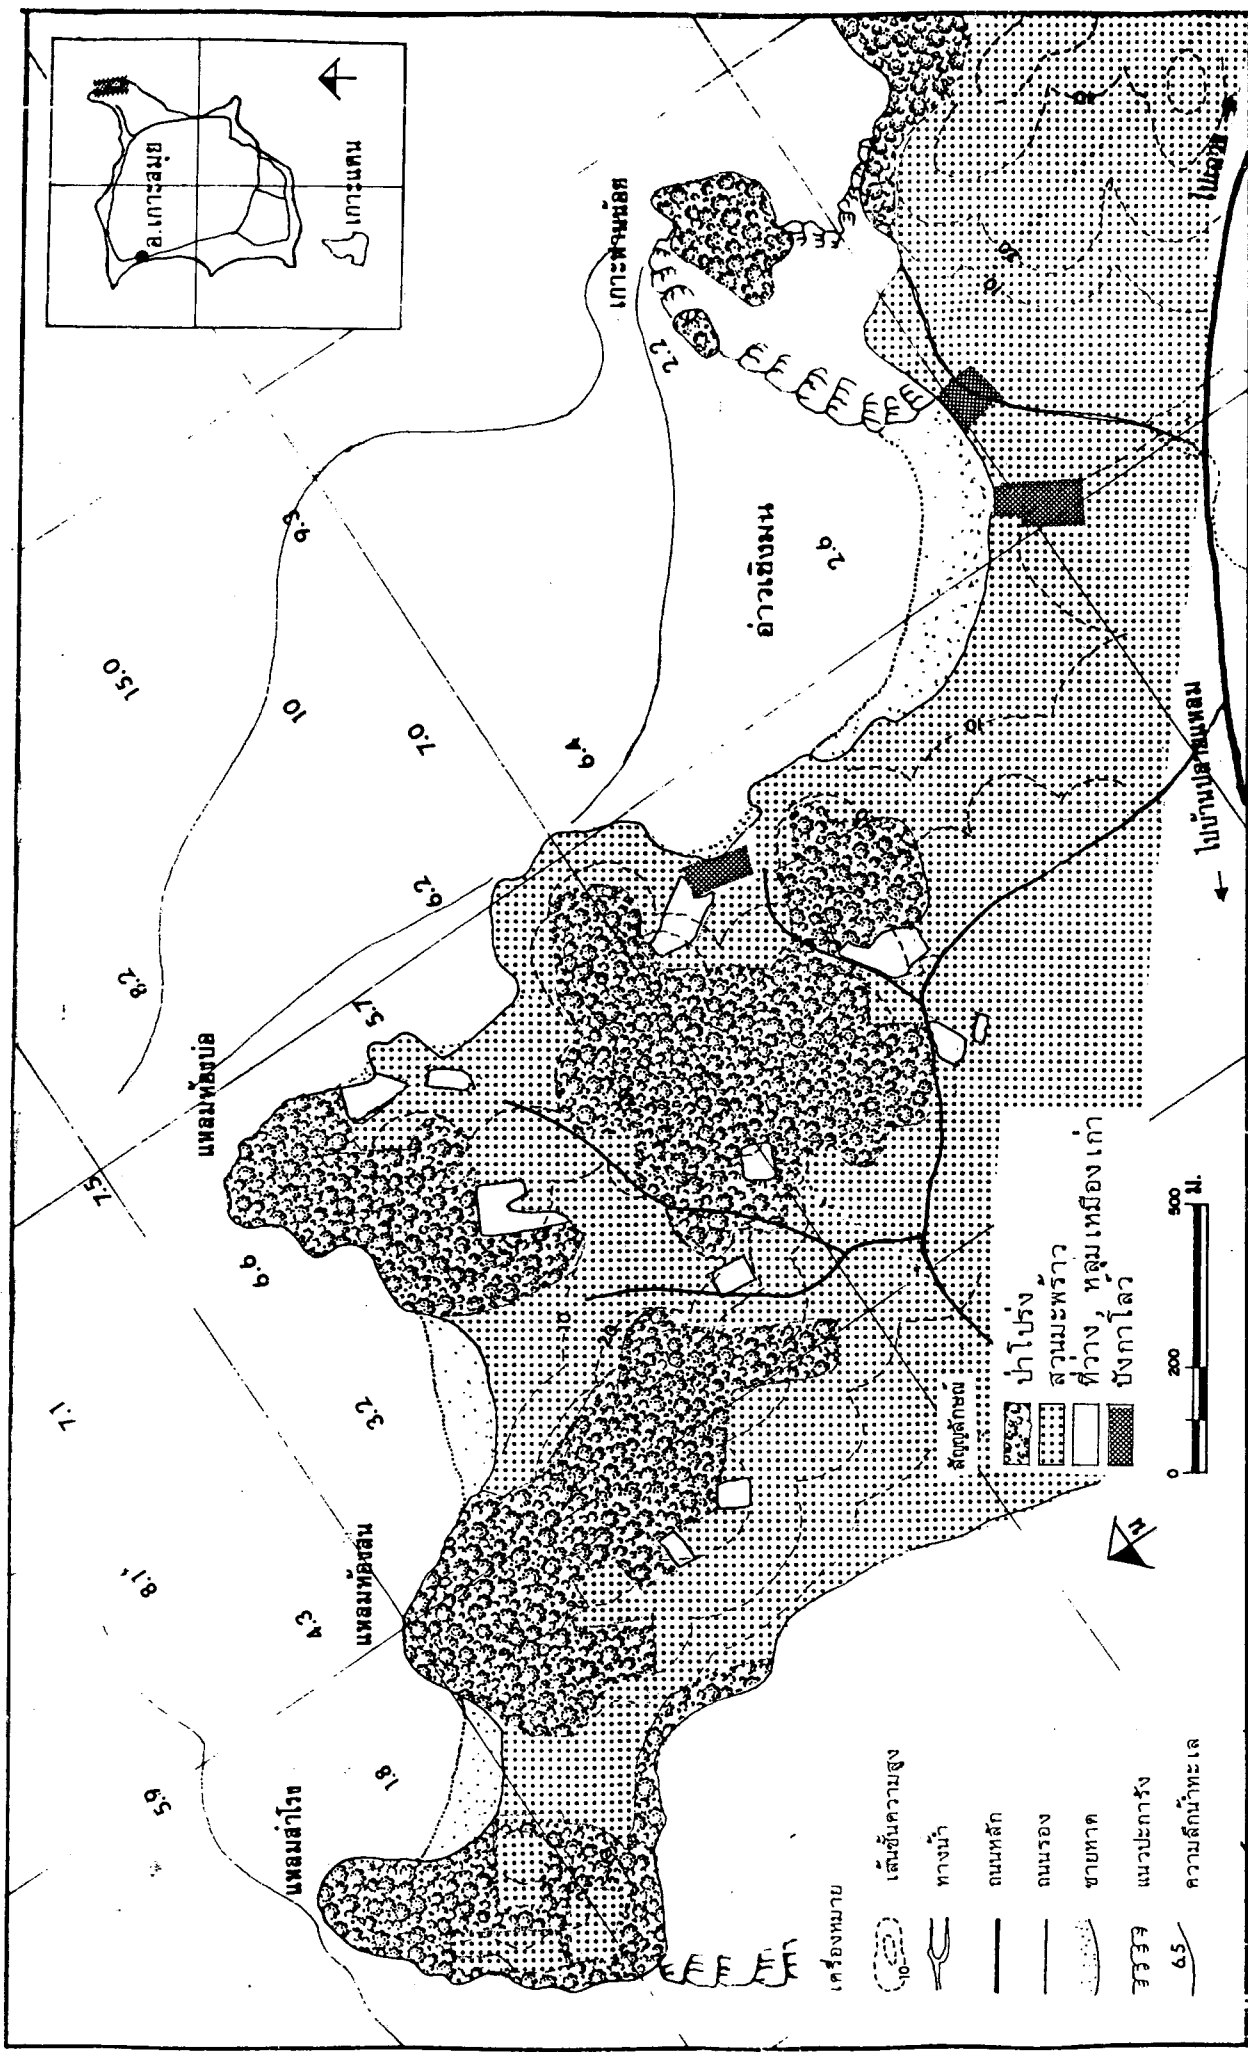 อ.เกาะสมุย
เกาะแตน
เกาะฟานน้อย
2.2
9.3
15.0
10
7.0
6.4
อ่าวเชิงมน
2.6
6.2
8.2
5.7
แหลมท้องบ่อ
7.5
6.9
7.1
3.2
8.1
4.3
แหลมท้องสน
5.9
1.8
แหลมสำโรง
10
20
10
10
20
ไปบ้านปลายแหลม
สัญลักษณ์
ป่าโปร่ง
สวนมะพร้าว
ที่ว่าง, หลุมเหมืองเก่า
บังกาโลว์
0 200 500 ม.
น
เครื่องหมาย
10 เส้นชั้นความสูง
ทางน้ำ
ถนนหลัก
ถนนรอง
ชายหาด
แนวปะการัง
6.5 ความลึกน้ำทะเล